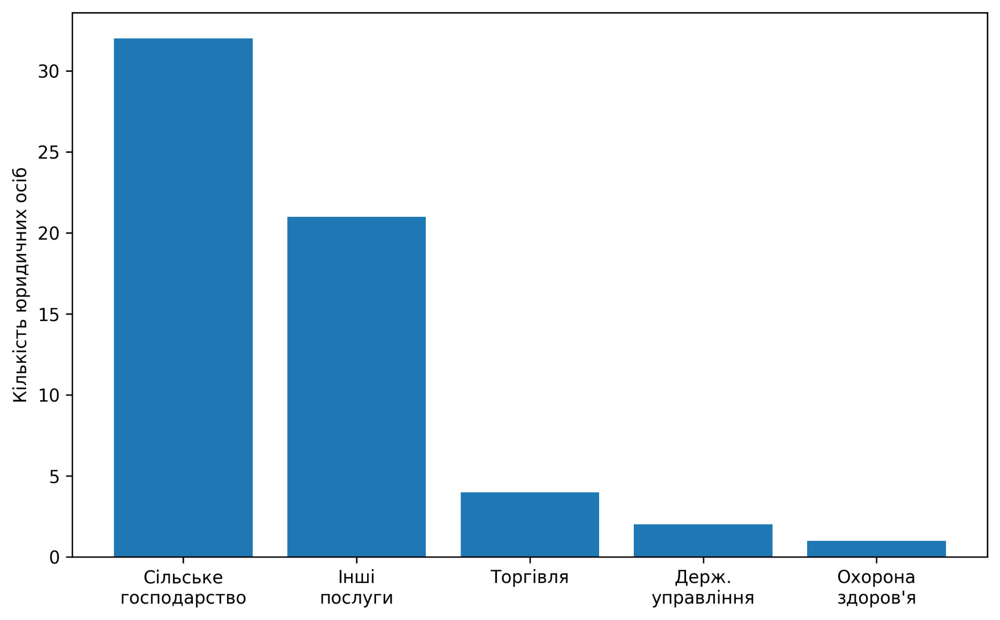 Кількість юридичних осіб
30
25
20
15
10
5
0
Сільське
господарство
Інші
послуги
Торгівля
Держ.
управління
Охорона
здоров'я